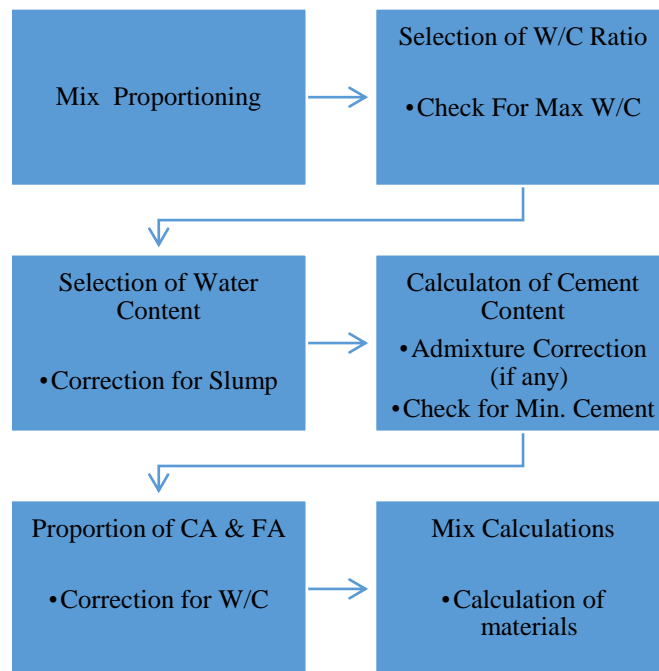 Mix Proportioning
Selection of W/C Ratio
•Check For Max W/C
Selection of Water
Content
•Correction for Slump
Calculaton of Cement
Content
•Admixture Correction
(if any)
•Check for Min. Cement
Proportion of CA & FA
•Correction for W/C
Mix Calculations
•Calculation of
materials